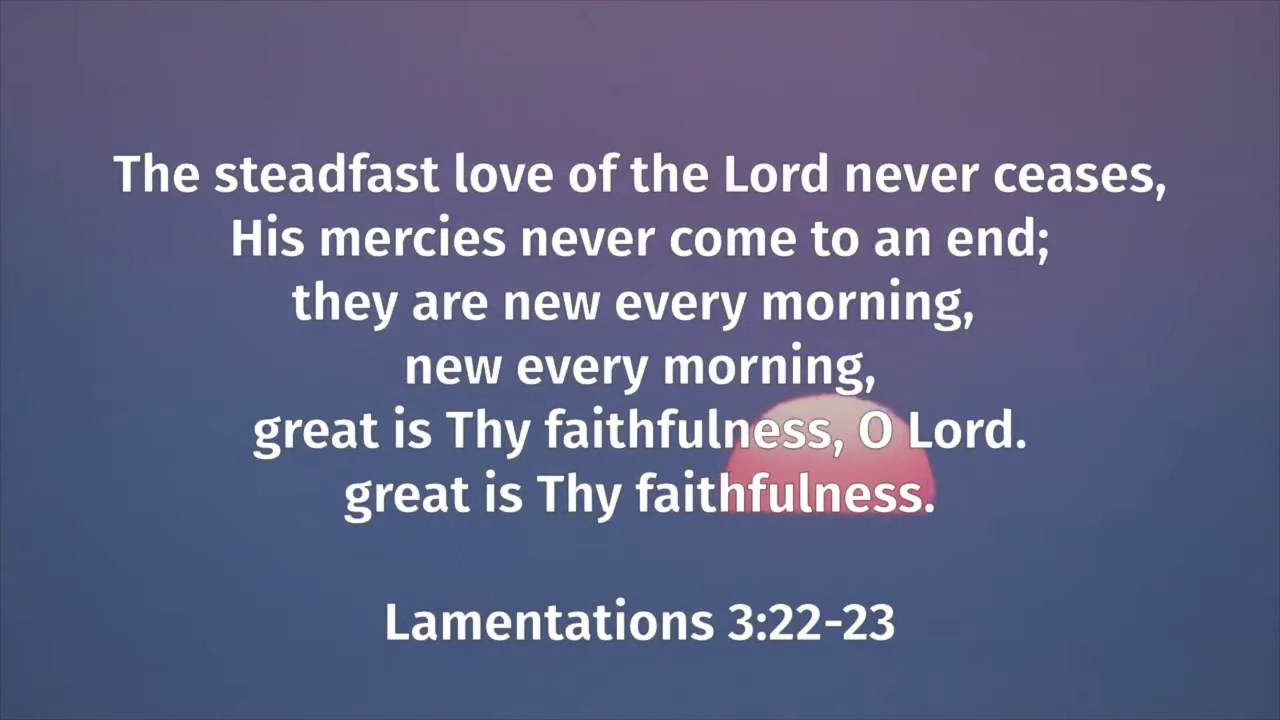 The steadfast love of the Lord never ceases,
His mercies never come to an end;
they are new every morning,
new every morning,
great is Thy faithfulness, O Lord.
great is Thy faithfulness.
Lamentations 3:22-23